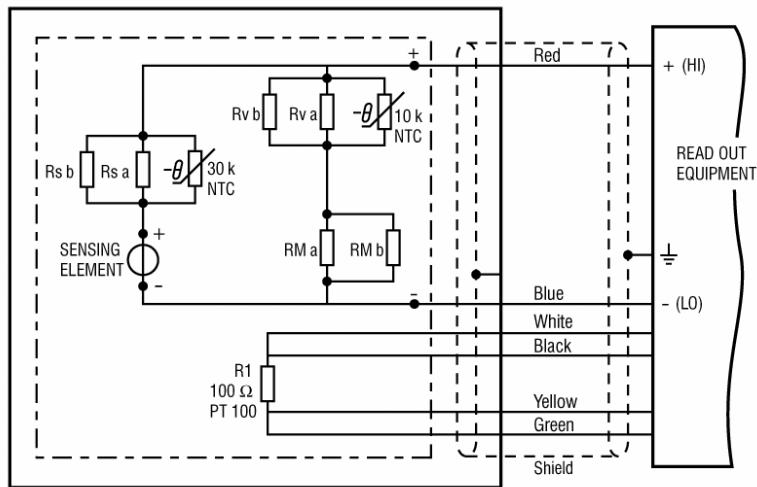 Red
+ (HI)
+
Rv b
Rv a
-θ
10 k
NTC
Rs b
Rs a
-θ
30 k
NTC
READ OUT
EQUIPMENT
+
SENSING
ELEMENT
-
RM a
RM b
-
Blue
- (LO)
White
Black
R1
100 Ω
PT 100
Yellow
Green
Shield